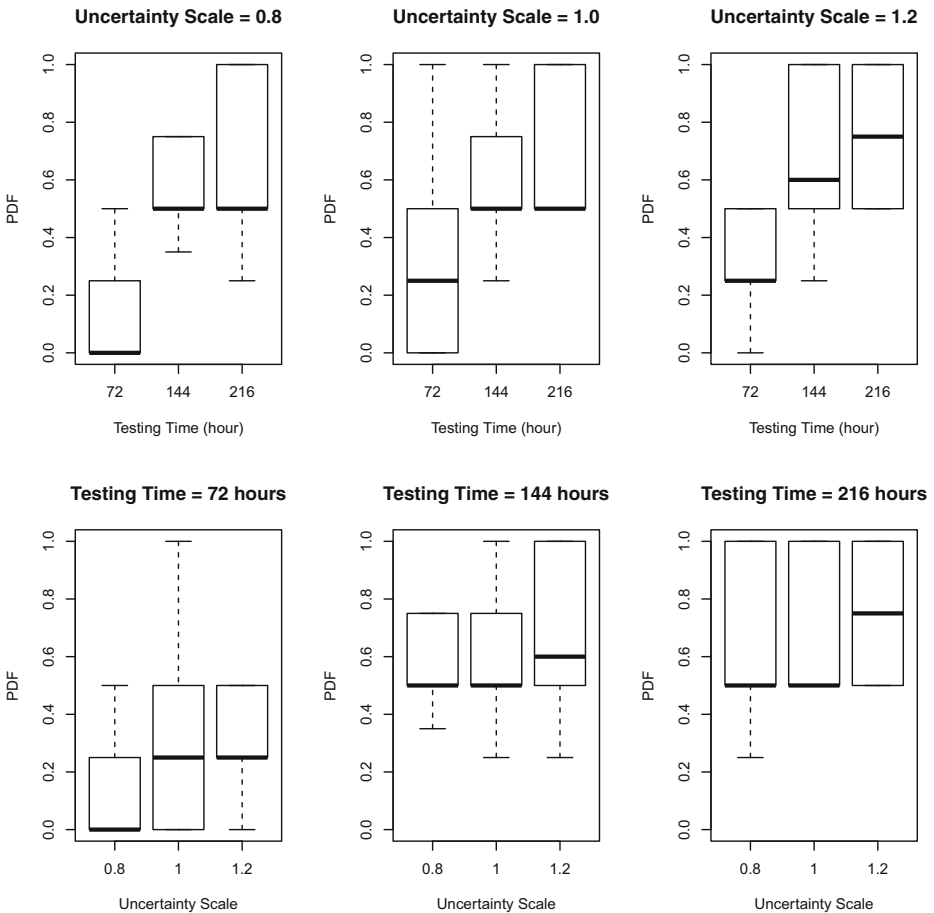 Uncertainty Scale = 0.8
PDF
1.0
0.8
0.6
0.4
0.2
0.0
72 144 216
Testing Time (hour)
Uncertainty Scale = 1.0
PDF
1.0
0.8
0.6
0.4
0.2
0.0
72 144 216
Testing Time (hour)
Uncertainty Scale = 1.2
PDF
1.0
0.8
0.6
0.4
0.2
0.0
72 144 216
Testing Time (hour)
Testing Time = 72 hours
PDF
1.0
0.8
0.6
0.4
0.2
0.0
0.8 1 1.2
Uncertainty Scale
Testing Time = 144 hours
PDF
1.0
0.8
0.6
0.4
0.2
0.0
0.8 1 1.2
Uncertainty Scale
Testing Time = 216 hours
PDF
1.0
0.8
0.6
0.4
0.2
0.0
0.8 1 1.2
Uncertainty Scale